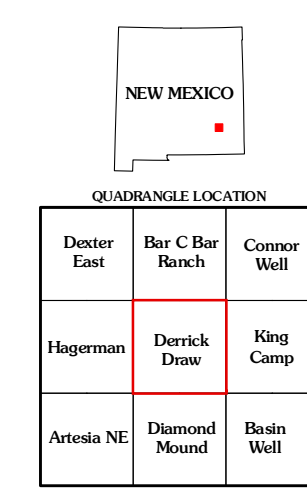 NEW MEXICO
QUADRANGLE LOCATION
Dexter
East
Bar C Bar
Ranch
Connor
Well
Hagerman
Derrick
Draw
King
Camp
Artesia NE
Diamond
Mound
Basin
Well